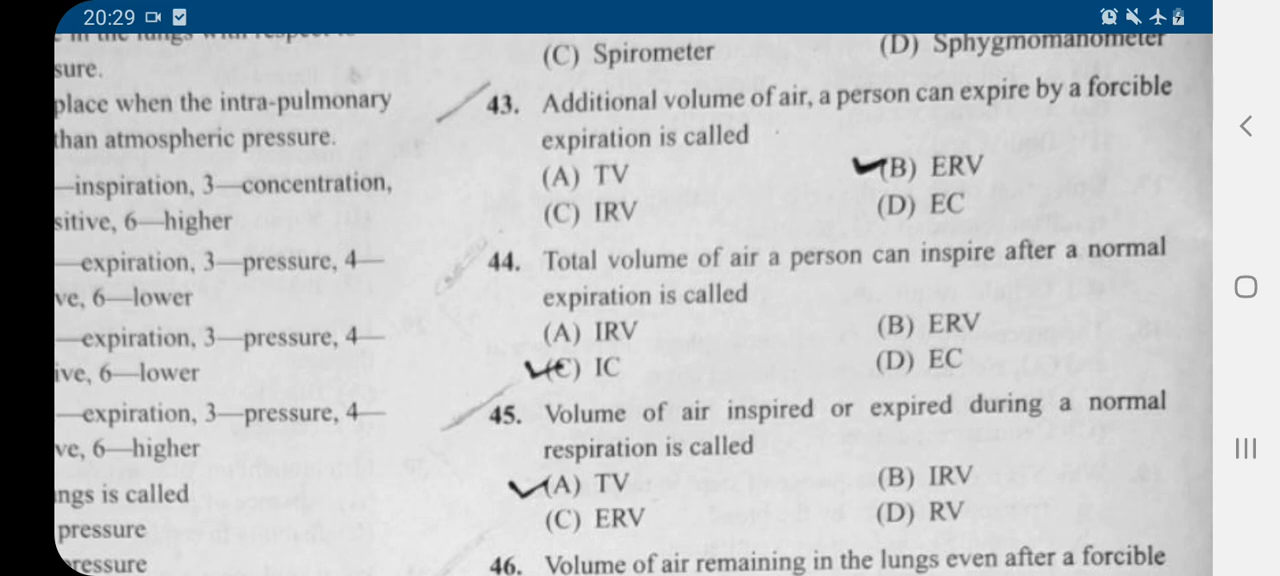 20:29
sure.
place when the intra-pulmonary
than atmospheric pressure.
—inspiration, 3—concentration,
sitive, 6—higher
—expiration, 3—pressure, 4—
ve, 6—lower
—expiration, 3—pressure, 4—
ive, 6—lower
—expiration, 3—pressure, 4—
ve, 6—higher
ngs is called
pressure
ressure
(C) Spirometer (D) Sphygmomanometer
43. Additional volume of air, a person can expire by a forcible
expiration is called
(A) TV (B) ERV
(C) IRV (D) EC
44. Total volume of air a person can inspire after a normal
expiration is called
(A) IRV (B) ERV
(C) IC (D) EC
45. Volume of air inspired or expired during a normal
respiration is called
(A) TV (B) IRV
(C) ERV (D) RV
46. Volume of air remaining in the lungs even after a forcible